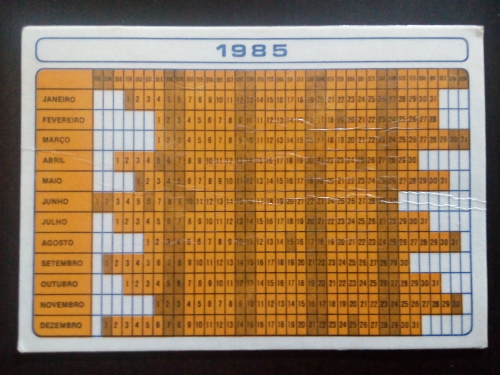 1985
JANEIRO 1 2 3 4 5 6 7 8 9 10 11 12 13 14 15 16 17 18 19 20 21 22 23 24 25 26 27 28 29 30 31
FEVEREIRO 1 2 3 4 5 6 7 8 9 10 11 12 13 14 15 16 17 18 19 20 21 22 23 24 25 26 27 28
MARÇO 1 2 3 4 5 6 7 8 9 10 11 12 13 14 15 16 17 18 19 20 21 22 23 24 25 26 27 28 29 30 31
ABRIL 1 2 3 4 5 6 7 8 9 10 11 12 13 14 15 16 17 18 19 20 21 22 23 24 25 26 27 28 29 30
MAIO 1 2 3 4 5 6 7 8 9 10 11 12 13 14 15 16 17 18 19 20 21 22 23 24 25 26 27 28 29 30 31
JUNHO 1 2 3 4 5 6 7 8 9 10 11 12 13 14 15 16 17 18 19 20 21 22 23 24 25 26 27 28 29 30
JULHO 1 2 3 4 5 6 7 8 9 10 11 12 13 14 15 16 17 18 19 20 21 22 23 24 25 26 27 28 29 30 31
AGOSTO 1 2 3 4 5 6 7 8 9 10 11 12 13 14 15 16 17 18 19 20 21 22 23 24 25 26 27 28 29 30 31
SETEMBRO 1 2 3 4 5 6 7 8 9 10 11 12 13 14 15 16 17 18 19 20 21 22 23 24 25 26 27 28 29 30
OUTUBRO 1 2 3 4 5 6 7 8 9 10 11 12 13 14 15 16 17 18 19 20 21 22 23 24 25 26 27 28 29 30 31
NOVEMBRO 1 2 3 4 5 6 7 8 9 10 11 12 13 14 15 16 17 18 19 20 21 22 23 24 25 26 27 28 29 30
DEZEMBRO 1 2 3 4 5 6 7 8 9 10 11 12 13 14 15 16 17 18 19 20 21 22 23 24 25 26 27 28 29 30 31